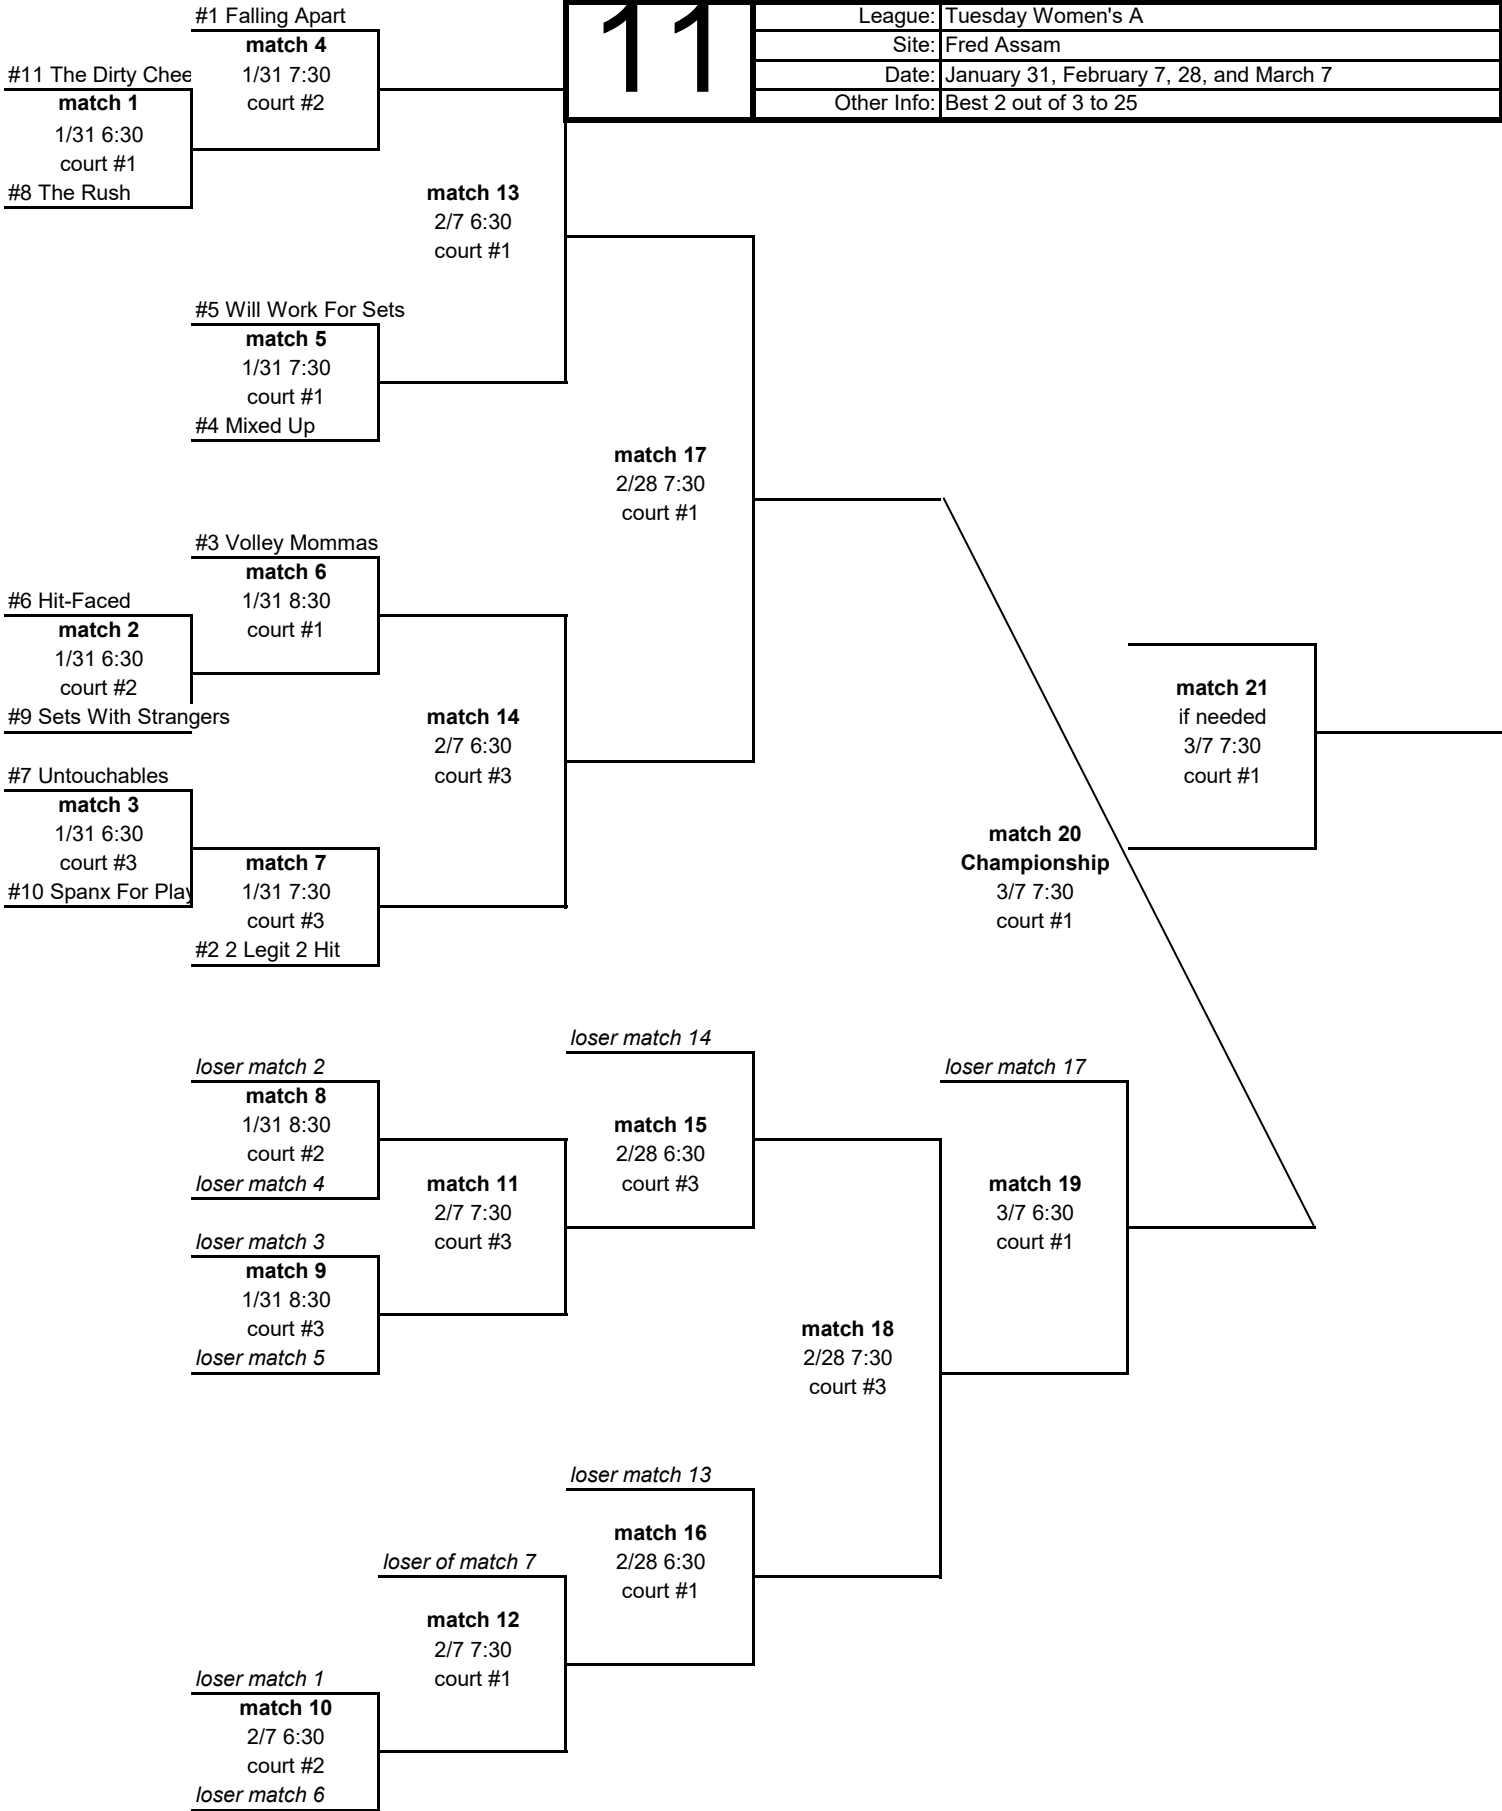 11
League: Tuesday Women's A
Site: Fred Assam
Date: January 31, February 7, 28, and March 7
Other Info: Best 2 out of 3 to 25
#1 Falling Apart
match 4
1/31 7:30
court #2
#11 The Dirty Chee
match 1
1/31 6:30
court #1
#8 The Rush
match 13
2/7 6:30
court #1
#5 Will Work For Sets
match 5
1/31 7:30
court #1
#4 Mixed Up
match 17
2/28 7:30
court #1
#3 Volley Mommas
match 6
1/31 8:30
court #1
#6 Hit-Faced
match 2
1/31 6:30
court #2
#9 Sets With Strangers
match 14
2/7 6:30
court #3
#7 Untouchables
match 3
1/31 6:30
court #3
#10 Spanx For Play
match 7
1/31 7:30
court #3
#2 2 Legit 2 Hit
match 21
if needed
3/7 7:30
court #1
match 20
Championship
3/7 7:30
court #1
loser match 14
loser match 2
match 8
1/31 8:30
court #2
loser match 4
match 15
2/28 6:30
court #3
loser match 17
match 11
2/7 7:30
court #3
match 19
3/7 6:30
court #1
loser match 3
match 9
1/31 8:30
court #3
loser match 5
match 18
2/28 7:30
court #3
loser match 13
match 16
2/28 6:30
court #1
loser of match 7
match 12
2/7 7:30
court #1
loser match 1
match 10
2/7 6:30
court #2
loser match 6